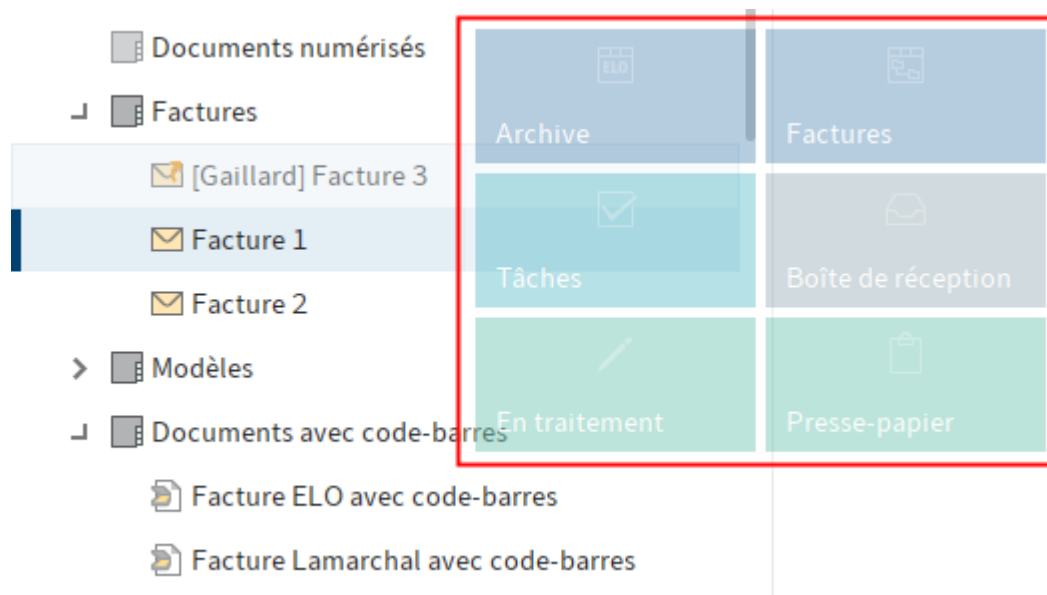 Documents numérisés
Factures
[Gaillard] Facture 3
Facture 1
Facture 2
Modèles
Documents avec code-barres
Facture ELO avec code-barres
Facture Lamarchal avec code-barres
ELO
Archive
Factures
Tâches
Boîte de réception
En traitement
Presse-papier